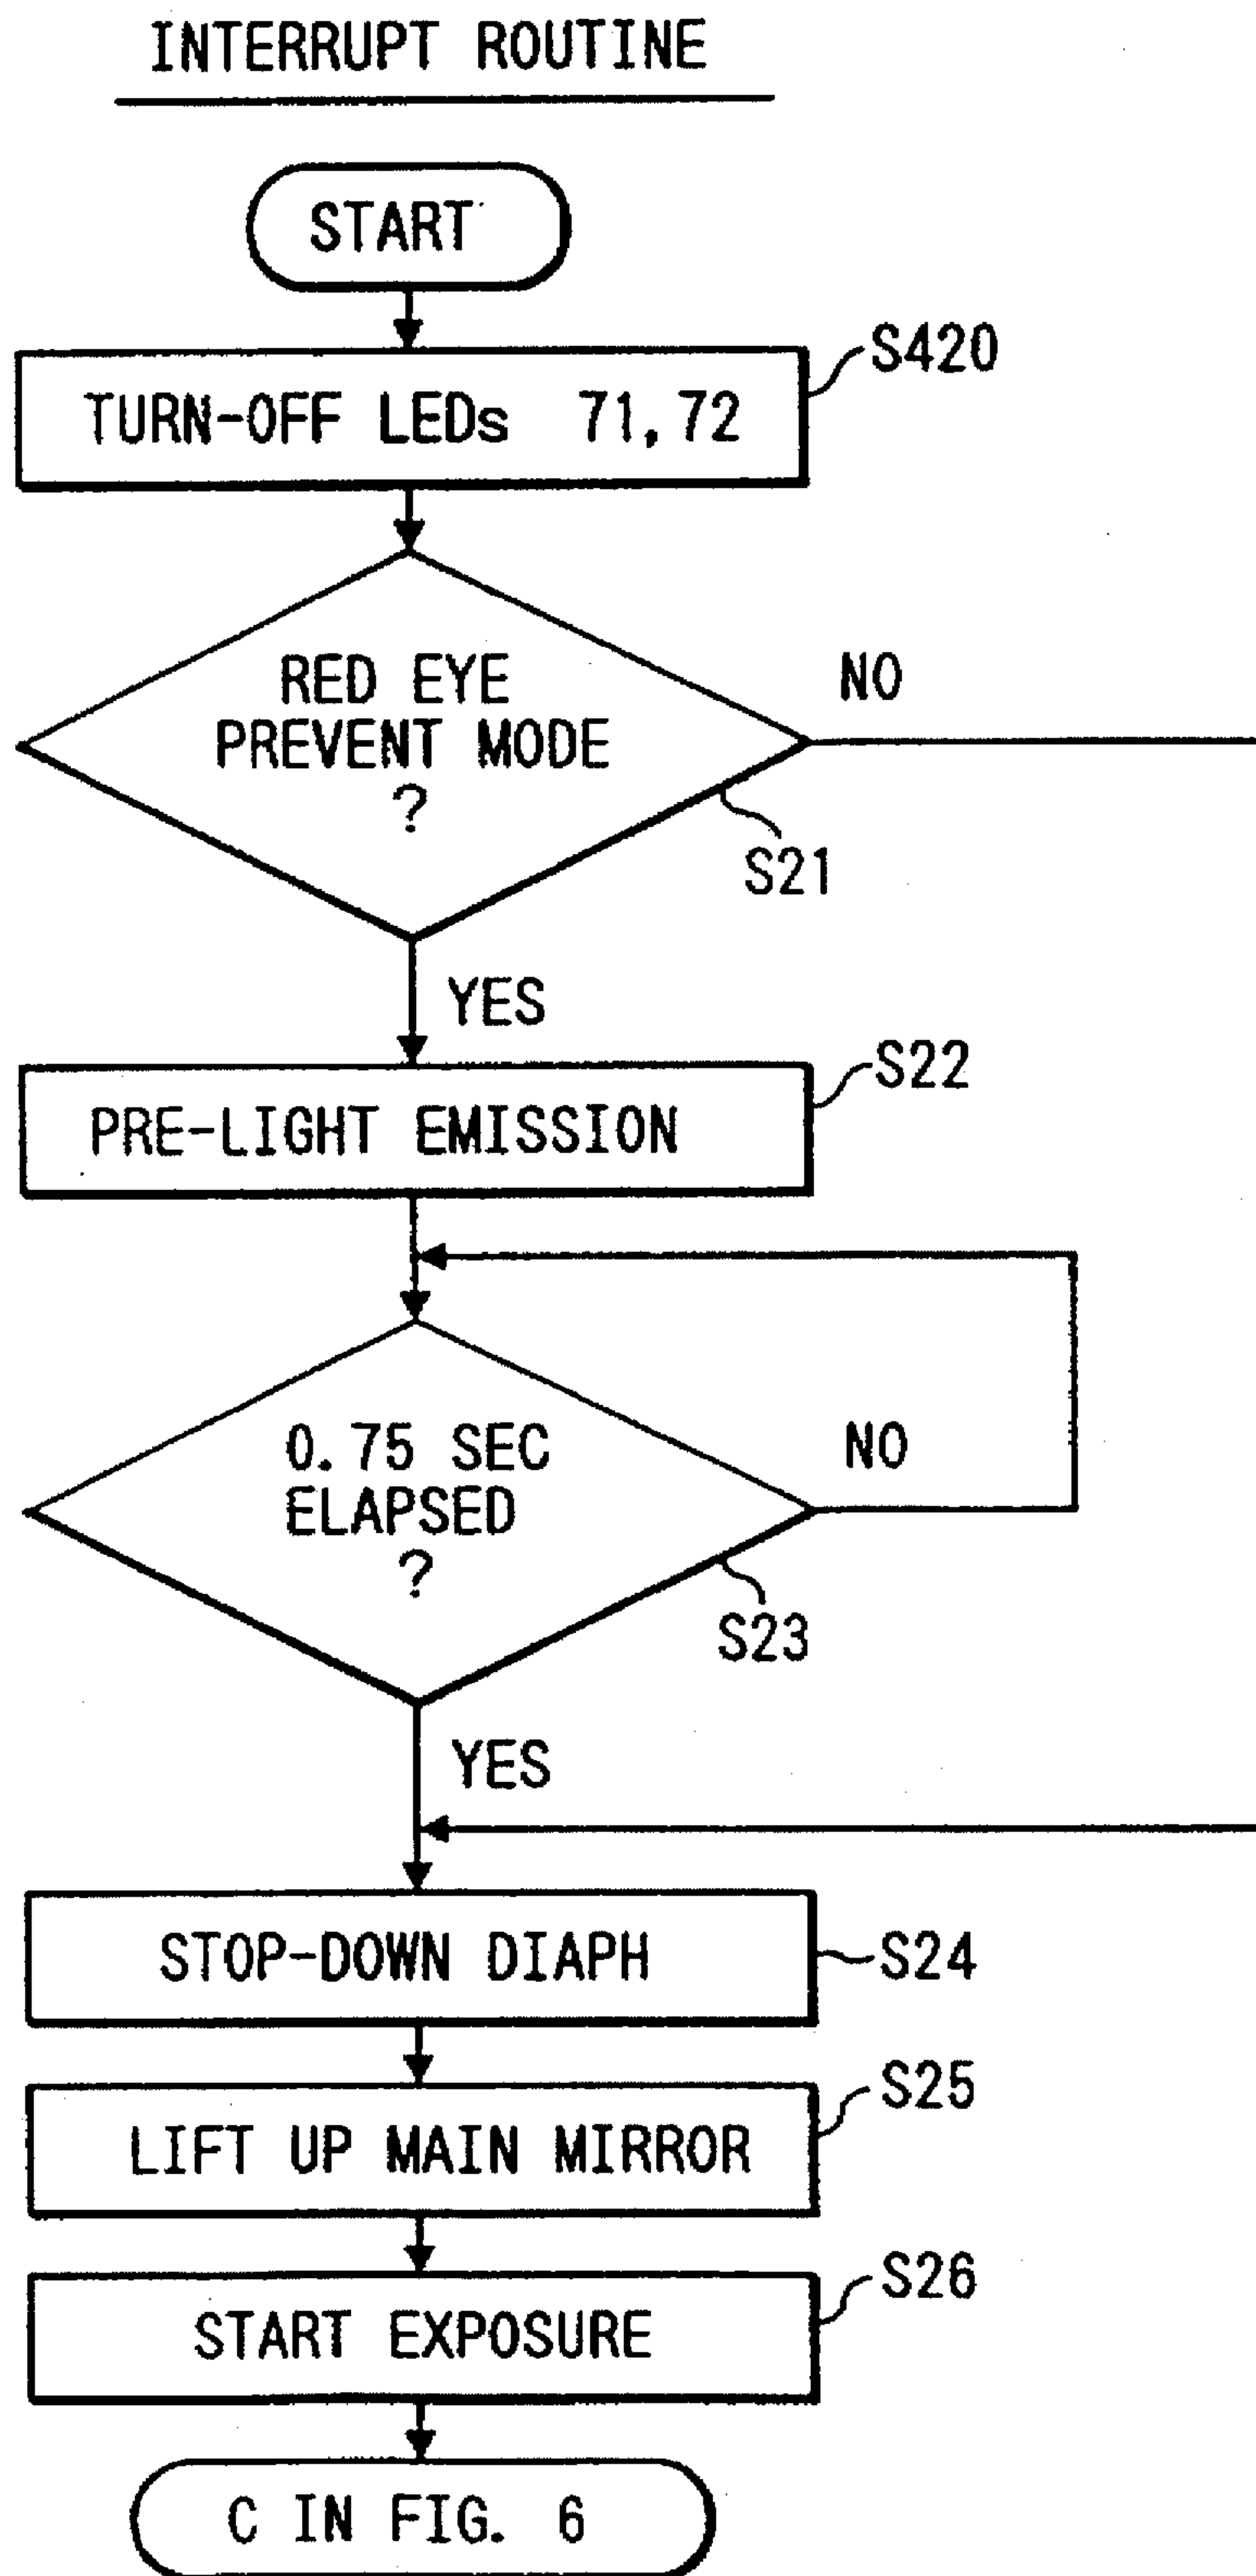 INTERRUPT ROUTINE
START
S420
TURN-OFF LEDs 71, 72
RED EYE
PREVENT MODE
?
NO
S21
YES
S22
PRE-LIGHT EMISSION
0.75 SEC
ELAPSED
?
NO
S23
YES
STOP-DOWN DIAPH
S24
S25
LIFT UP MAIN MIRROR
S26
START EXPOSURE
C IN FIG. 6